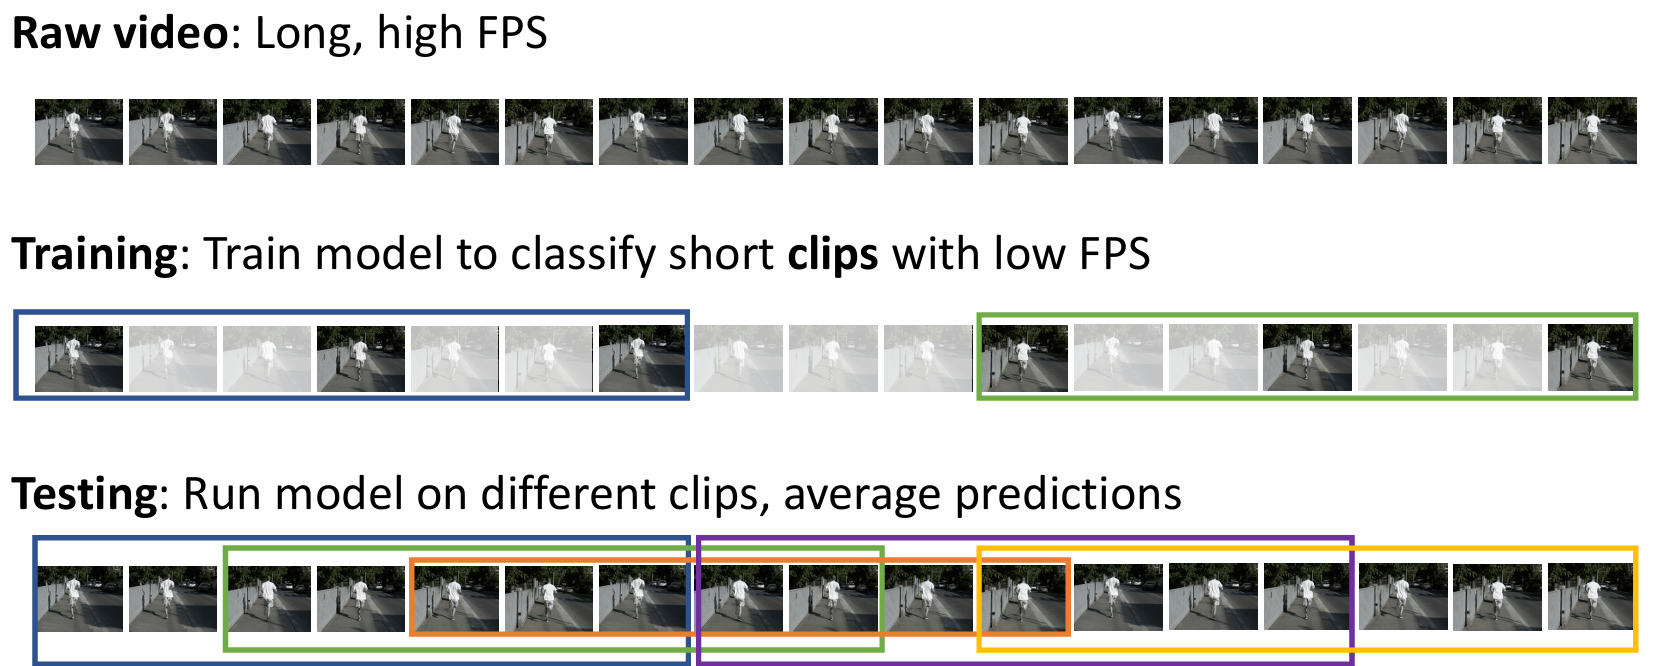 Raw video: Long, high FPS
Training: Train model to classify short clips with low FPS
Testing: Run model on different clips, average predictions